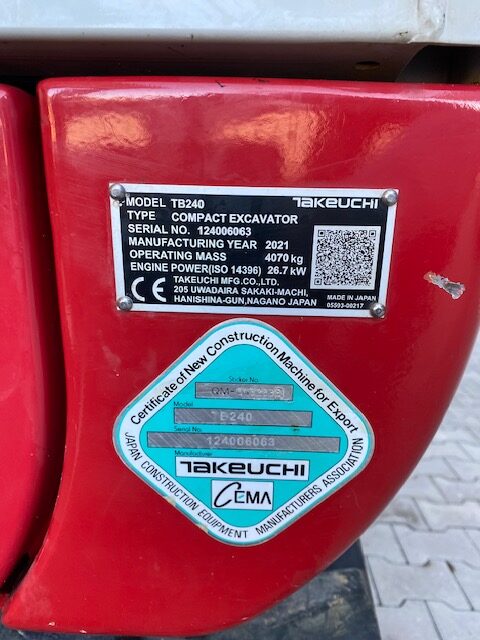 MODEL TB240 TAKEUCHI
TYPE COMPACT EXCAVATOR
SERIAL NO. 124006063
MANUFACTURING YEAR 2021
OPERATING MASS 4070 kg
ENGINE POWER(ISO 14396) 26.7 kW
TAKEUCHI MFG.CO.,LTD.
205 UWADAIRA SAKAKI-MACHI,
HANISHINA-GUN,NAGANO JAPAN
CE
MADE IN JAPAN
05593-00217
Certificate of New Construction Machine for Export
Sticker No.
Model
TB240
Serial No.
124006063
Manufacturer
TAKEUCHI
CEMA
JAPAN CONSTRUCTION EQUIPMENT MANUFACTURERS ASSOCIATION